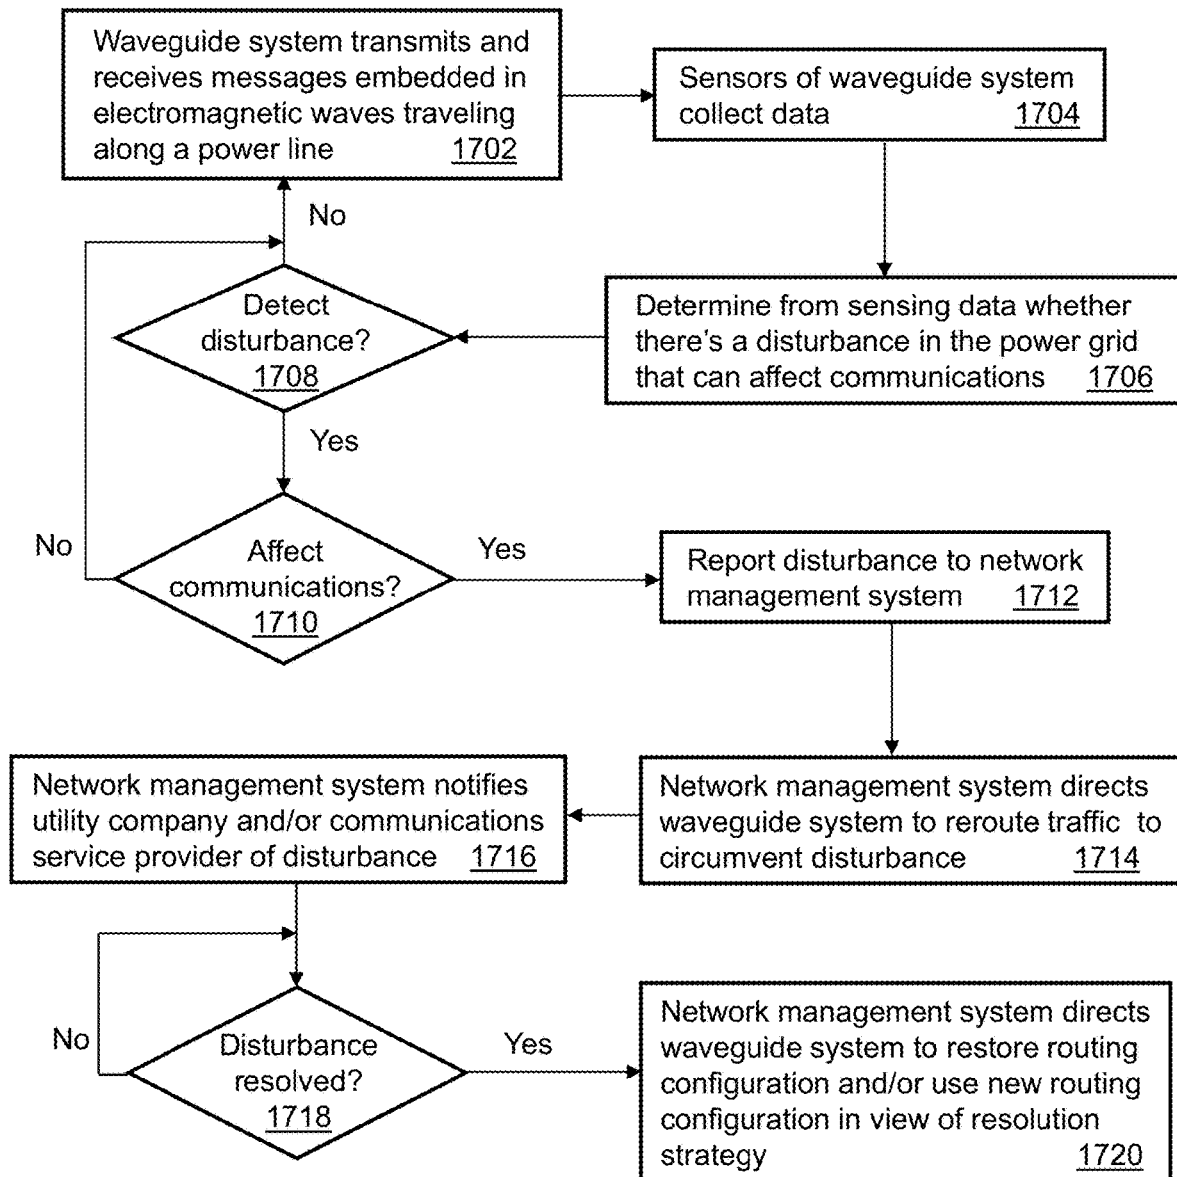 Waveguide system transmits and
receives messages embedded in
electromagnetic waves traveling
along a power line 1702
Sensors of waveguide system
collect data 1704
No
Detect
disturbance?
1708
Determine from sensing data whether
there's a disturbance in the power grid
that can affect communications 1706
Yes
No
Affect
communications?
1710
Yes
Report disturbance to network
management system 1712
Network management system directs
waveguide system to reroute traffic to
circumvent disturbance 1714
Network management system notifies
utility company and/or communications
service provider of disturbance 1716
No
Disturbance
resolved?
1718
Yes
Network management system directs
waveguide system to restore routing
configuration and/or use new routing
configuration in view of resolution
strategy 1720